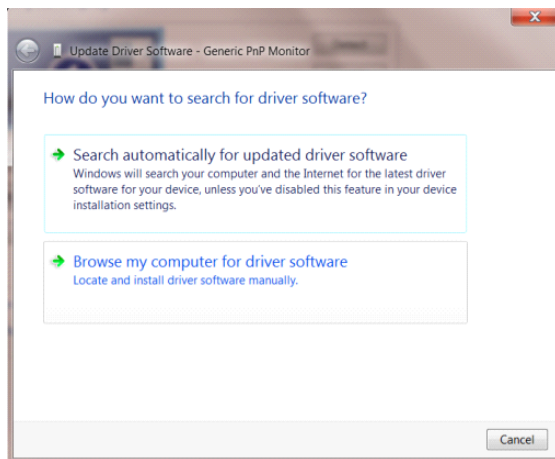 Update Driver Software - Generic PnP Monitor
How do you want to search for driver software?
Search automatically for updated driver software
Windows will search your computer and the Internet for the latest driver
software for your device, unless you've disabled this feature in your device
installation settings.
Browse my computer for driver software
Locate and install driver software manually.
Cancel